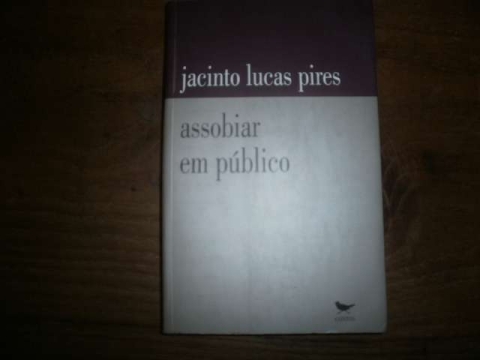 jacinto lucas pires
assobiar
em público